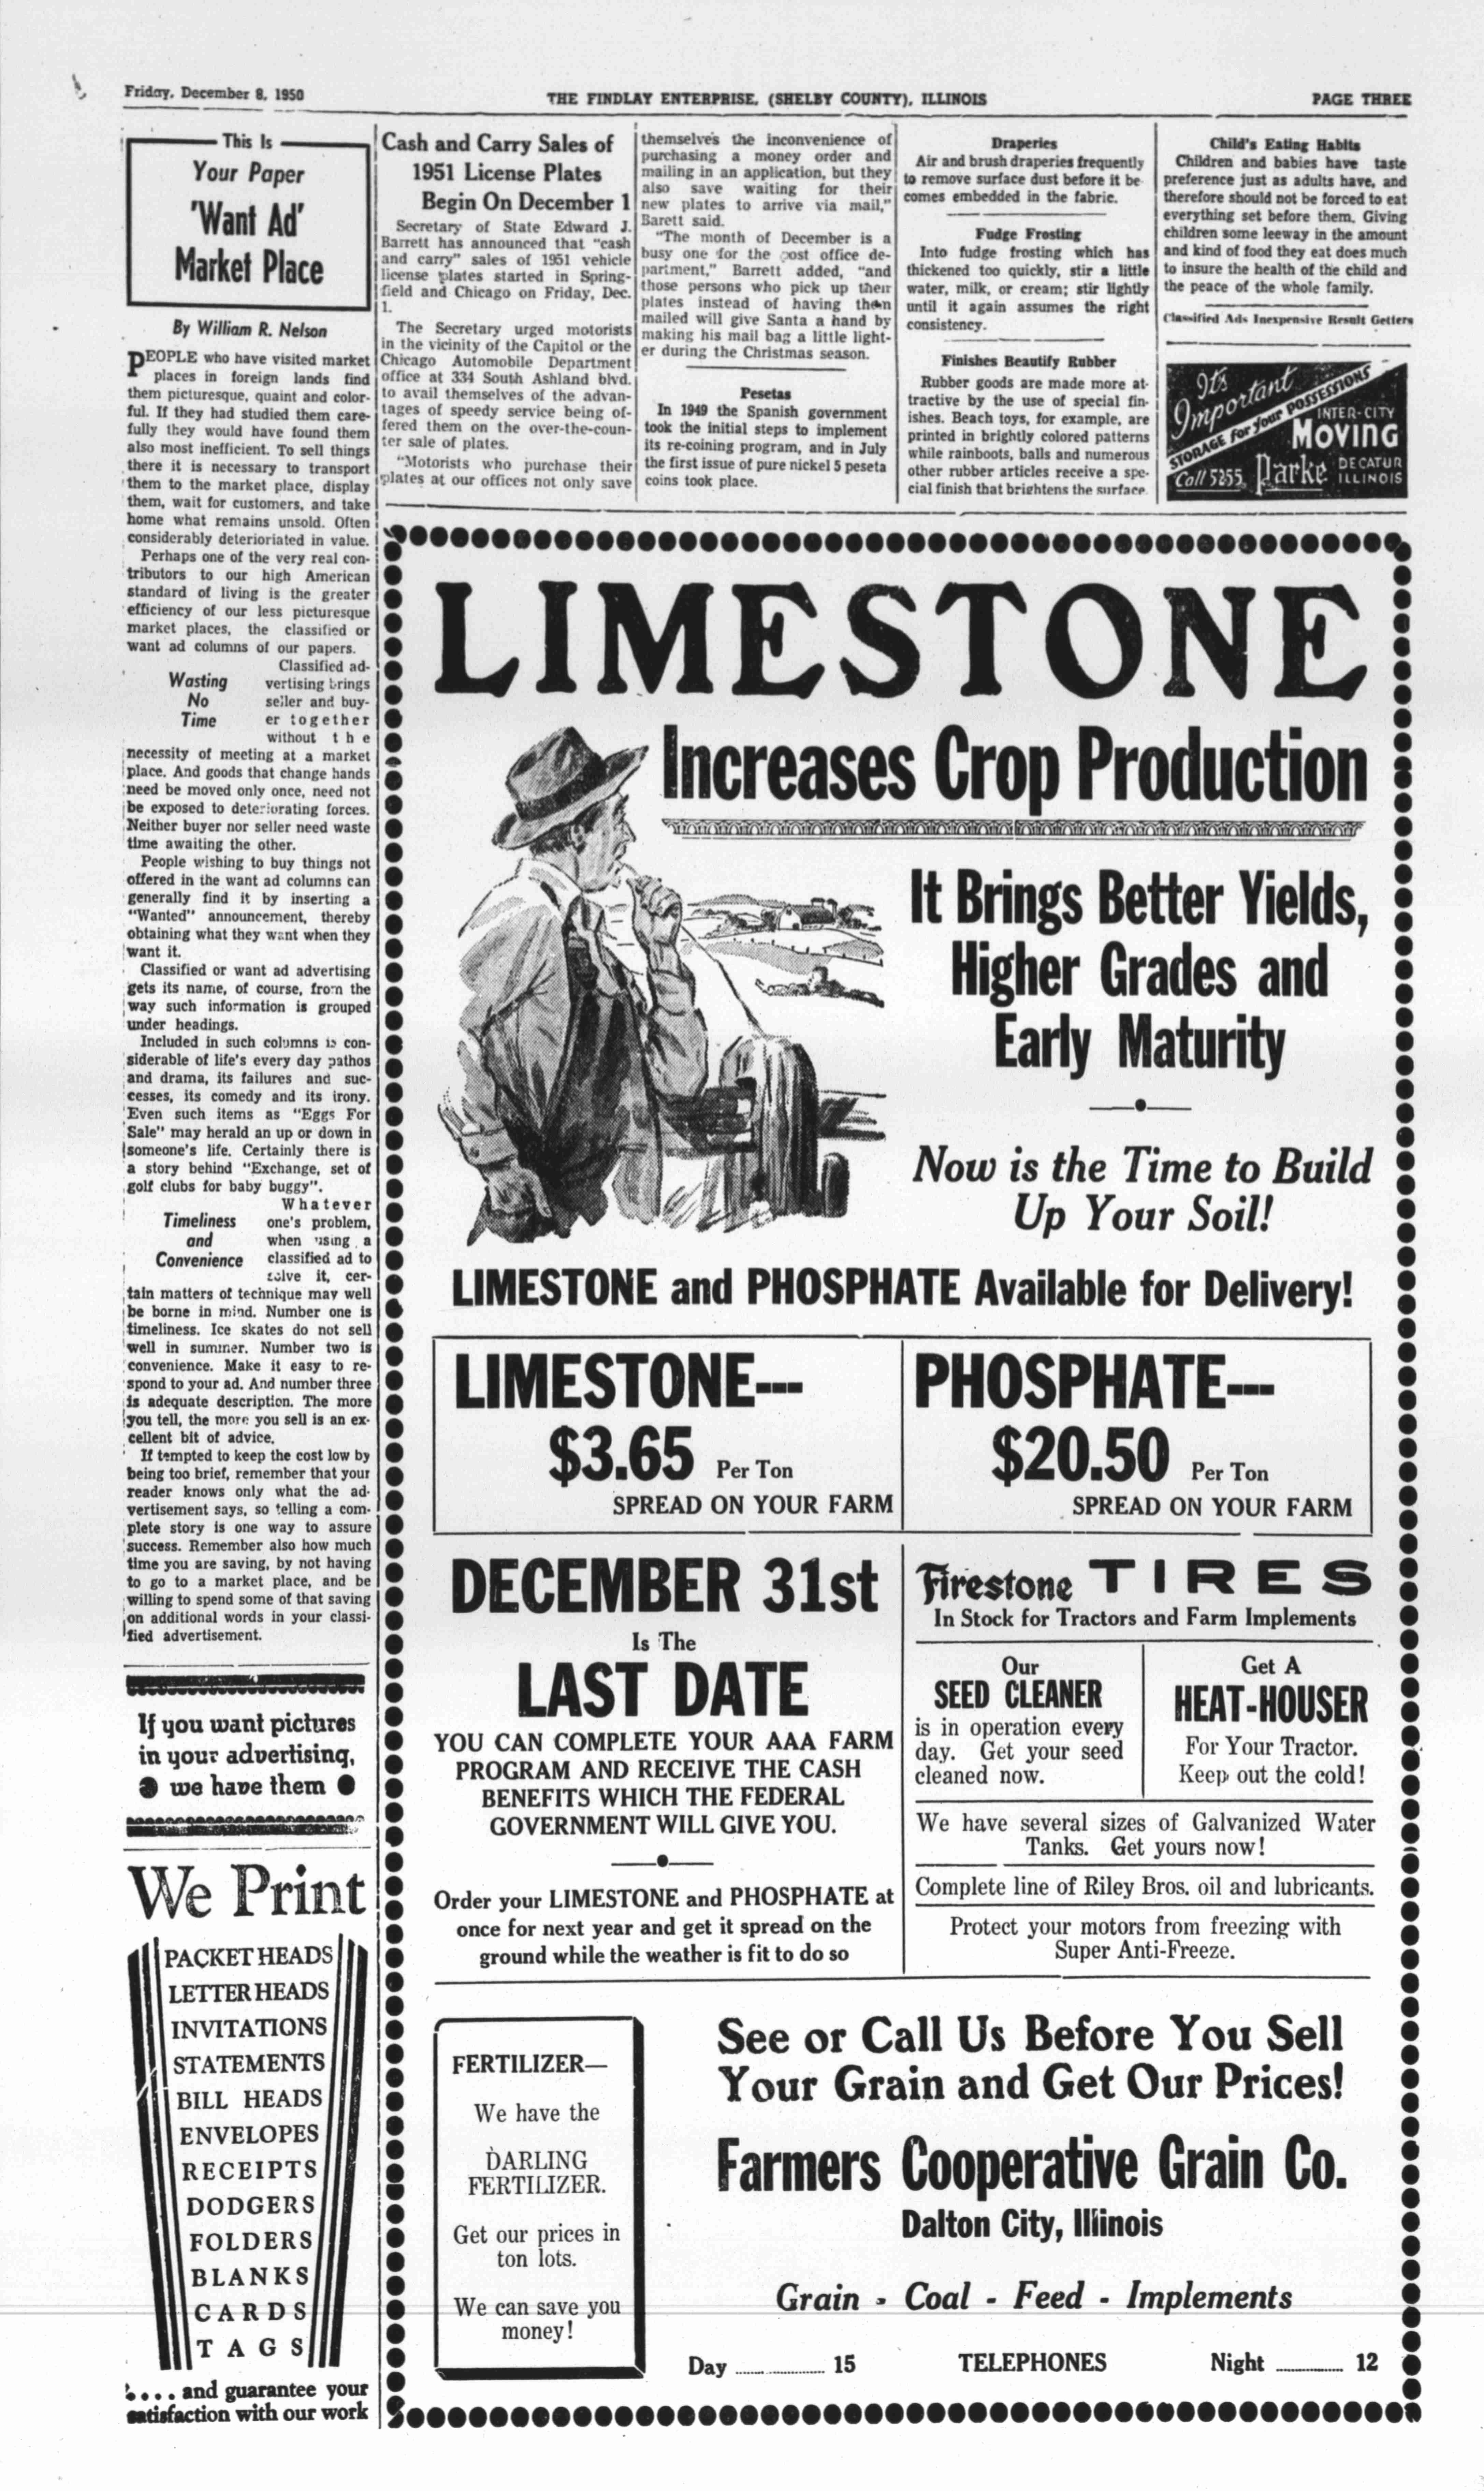 Friday, December 8, 1950
THE FINDLAY ENTERPRISE, (SHELBY COUNTY), ILLINOIS
PAGE THREE
This Is
Your Paper
'Want Ad'
Market Place
By William R. Nelson
PEOPLE who have visited market
places in foreign lands find
them picturesque, quaint and color-
ful. If they had studied them care-
fully they would have found them
also most inefficient. To sell things
there it is necessary to transport
them to the market place, display
them, wait for customers, and take
home what remains unsold. Often
considerably deterioriated in value.
Perhaps one of the very real con-
tributors to our high American
standard of living is the greater
efficiency of our less picturesque
market places, the classified or
want ad columns of our papers.
Wasting
No
Time
Classified ad-
vertising brings
seller and buy-
er together
without the
necessity of meeting at a market
place. And goods that change hands
need be moved only once, need not
be exposed to deteriorating forces.
Neither buyer nor seller need waste
time awaiting the other.
People wishing to buy things not
offered in the want ad columns can
generally find it by inserting a
"Wanted" announcement, thereby
obtaining what they want when they
want it.
Classified or want ad advertising
gets its name, of course, from the
way such information is grouped
under headings.
Included in such columns is con-
siderable of life's every day pathos
and drama, its failures and suc-
cesses, its comedy and its irony.
Even such items as "Eggs For
Sale" may herald an up or down in
someone's life. Certainly there is
a story behind "Exchange, set of
golf clubs for baby buggy".
Timeliness
and
Convenience
Whatever
one's problem,
when using a
classified ad to
solve it, cer-
tain matters of technique may well
be borne in mind. Number one is
timeliness. Ice skates do not sell
well in summer. Number two is
convenience. Make it easy to re-
spond to your ad. And number three
is adequate description. The more
you tell, the more you sell is an ex-
cellent bit of advice.
If tempted to keep the cost low by
being too brief, remember that your
reader knows only what the ad-
vertisement says, so telling a com-
plete story is one way to assure
success. Remember also how much
time you are saving, by not having
to go to a market place, and be
willing to spend some of that saving
on additional words in your classi-
fied advertisement.
If you want pictures
in your advertising,
we have them
We Print
PACKET HEADS
LETTER HEADS
INVITATIONS
STATEMENTS
BILL HEADS
ENVELOPES
RECEIPTS
DODGERS
FOLDERS
BLANKS
CARDS
TAGS
.... and guarantee your
satisfaction with our work
Cash and Carry Sales of
1951 License Plates
Begin On December 1
Secretary of State Edward J.
Barrett has announced that "cash
and carry" sales of 1951 vehicle
license plates started in Spring-
field and Chicago on Friday, Dec.
1.
The Secretary urged motorists
in the vicinity of the Capitol or the
Chicago Automobile Department
office at 334 South Ashland blvd.
to avail themselves of the advan-
tages of speedy service being of-
fered them on the over-the-coun-
ter sale of plates.
"Motorists who purchase their
plates at our offices not only save
themselves the inconvenience of
purchasing a money order and
mailing in an application, but they
also save waiting for their
new plates to arrive via mail,"
Barett said.
"The month of December is a
busy one for the post office de-
partment," Barrett added, "and
those persons who pick up their
plates instead of having them
mailed will give Santa a hand by
making his mail bag a little light-
er during the Christmas season.
Pesetas
In 1949 the Spanish government
took the initial steps to implement
its re-coining program, and in July
the first issue of pure nickel 5 peseta
coins took place.
Draperies
Air and brush draperies frequently
to remove surface dust before it be-
comes embedded in the fabric.
Fudge Frosting
Into fudge frosting which has
thickened too quickly, stir a little
water, milk, or cream; stir lightly
until it again assumes the right
consistency.
Finishes Beautify Rubber
Rubber goods are made more at-
tractive by the use of special fin-
ishes. Beach toys, for example, are
printed in brightly colored patterns
while rainboots, balls and numerous
other rubber articles receive a spe-
cial finish that brightens the surface.
Child's Eating Habits
Children and babies have taste
preference just as adults have, and
therefore should not be forced to eat
everything set before them. Giving
children some leeway in the amount
and kind of food they eat does much
to insure the health of the child and
the peace of the whole family.
Classified Ads Inexpensive Result Getters
It's
Important
STORAGE for your POSSESSIONS
INTER-CITY
MOVING
Call 5255
Parke
DECATUR
ILLINOIS
LIMESTONE
Increases Crop Production
It Brings Better Yields,
Higher Grades and
Early Maturity
Now is the Time to Build
Up Your Soil!
LIMESTONE and PHOSPHATE Available for Delivery!
LIMESTONE---
$3.65 Per Ton
SPREAD ON YOUR FARM
PHOSPHATE---
$20.50 Per Ton
SPREAD ON YOUR FARM
DECEMBER 31st
Is The
LAST DATE
YOU CAN COMPLETE YOUR AAA FARM
PROGRAM AND RECEIVE THE CASH
BENEFITS WHICH THE FEDERAL
GOVERNMENT WILL GIVE YOU.
Order your LIMESTONE and PHOSPHATE at
once for next year and get it spread on the
ground while the weather is fit to do so
Firestone TIRES
In Stock for Tractors and Farm Implements
Our
SEED CLEANER
is in operation every
day. Get your seed
cleaned now.
Get A
HEAT-HOUSER
For Your Tractor.
Keep out the cold!
We have several sizes of Galvanized Water
Tanks. Get yours now!
Complete line of Riley Bros. oil and lubricants.
Protect your motors from freezing with
Super Anti-Freeze.
FERTILIZER—
We have the
DARLING
FERTILIZER.
Get our prices in
ton lots.
We can save you
money!
See or Call Us Before You Sell
Your Grain and Get Our Prices!
Farmers Cooperative Grain Co.
Dalton City, Illinois
Grain - Coal - Feed - Implements
Day ............ 15 TELEPHONES Night ............ 12